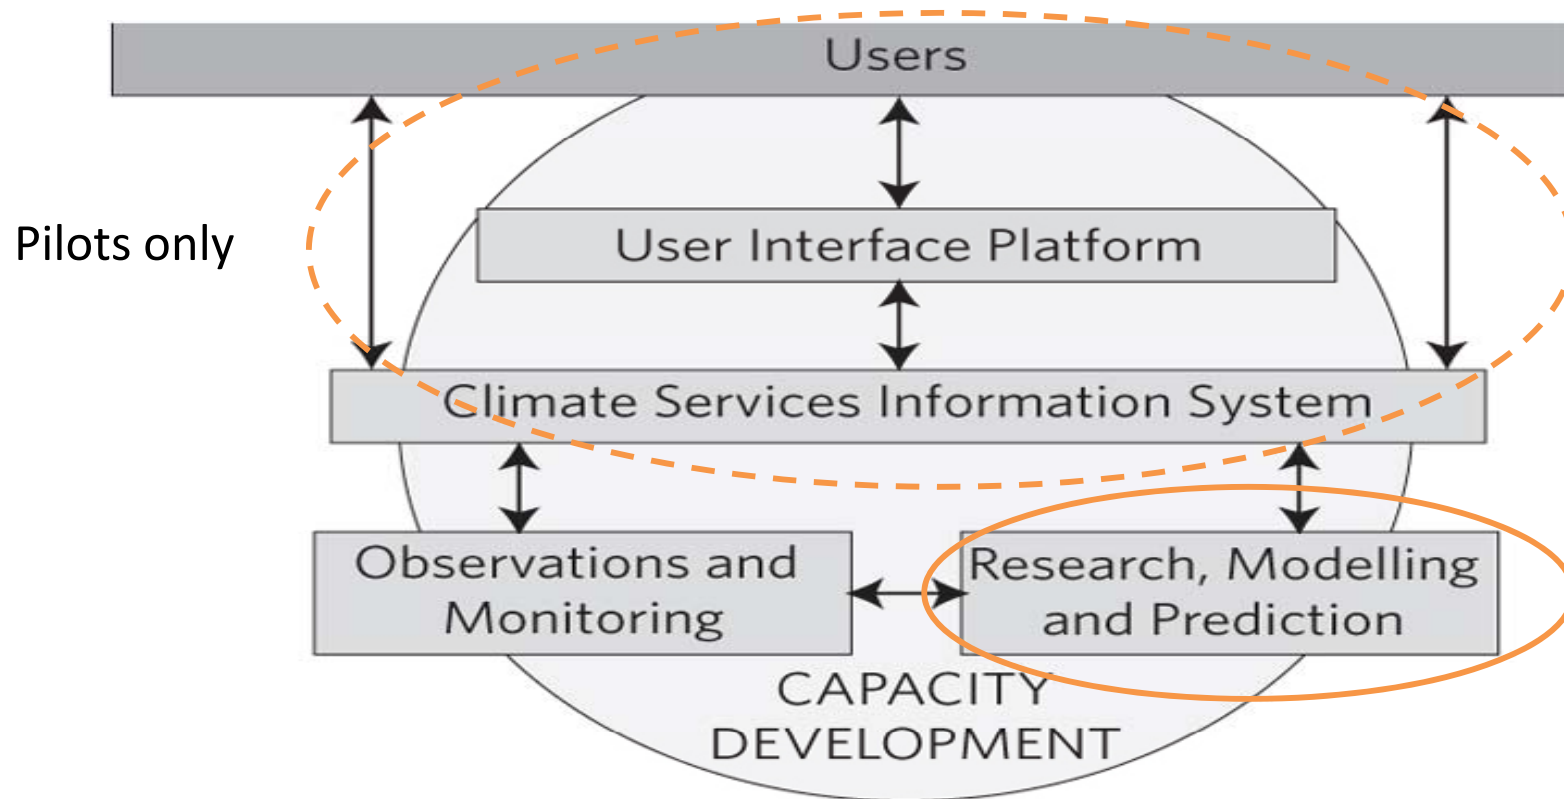 Users
Pilots only
User Interface Platform
Climate Services Information System
Observations and
Monitoring
Research, Modelling
and Prediction
CAPACITY
DEVELOPMENT